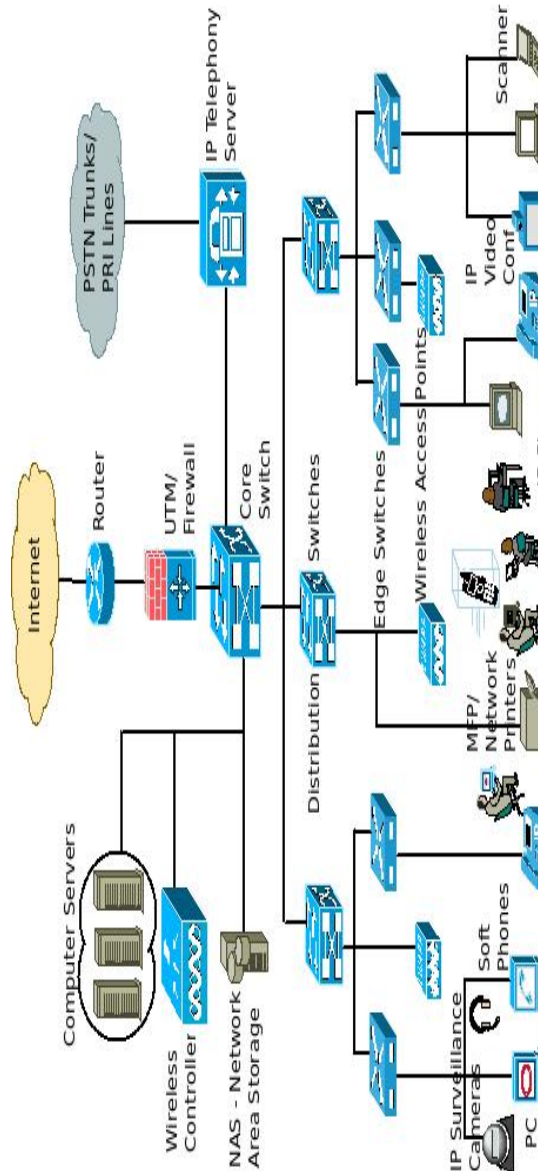 Internet
PSTN Trunks/
PRI Lines
Router
UTM/
Firewall
IP Telephony
Server
Core
Switch
Computer Servers
Wireless
Controller
NAS - Network
Area Storage
Distribution
Switches
Edge Switches
Wireless Access Points
IP Surveillance
Cameras
PC
Soft
Phones
MFP/
Network
Printers
IP
Video
Conf
Scanner